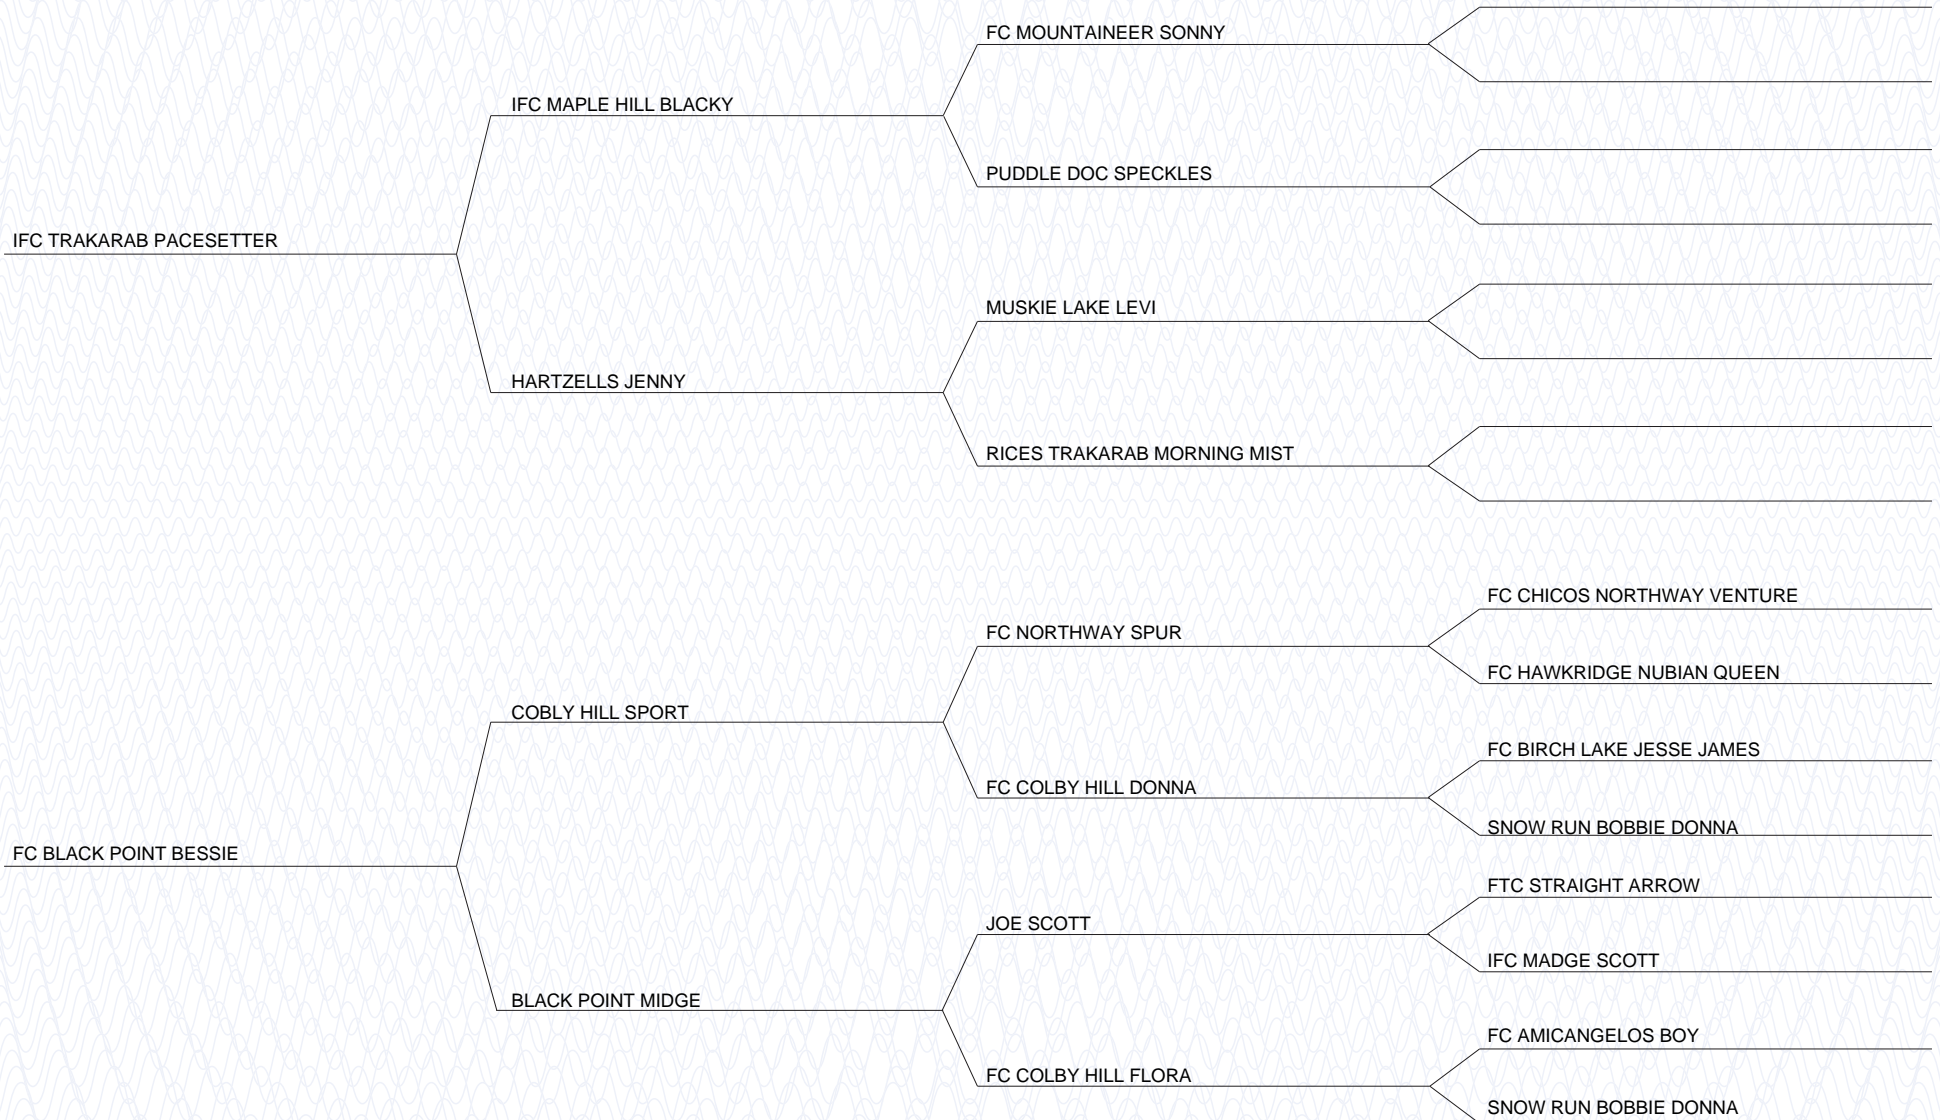 FC MOUNTAINEER SONNY
IFC MAPLE HILL BLACKY
PUDDLE DOC SPECKLES
IFC TRAKARAB PACESETTER
MUSKIE LAKE LEVI
HARTZELLS JENNY
RICES TRAKARAB MORNING MIST
FC CHICOS NORTHWAY VENTURE
FC NORTHWAY SPUR
FC HAWKRIDGE NUBIAN QUEEN
COBLY HILL SPORT
FC BIRCH LAKE JESSE JAMES
FC COLBY HILL DONNA
SNOW RUN BOBBIE DONNA
FC BLACK POINT BESSIE
FTC STRAIGHT ARROW
JOE SCOTT
IFC MADGE SCOTT
BLACK POINT MIDGE
FC AMICANGELOS BOY
FC COLBY HILL FLORA
SNOW RUN BOBBIE DONNA